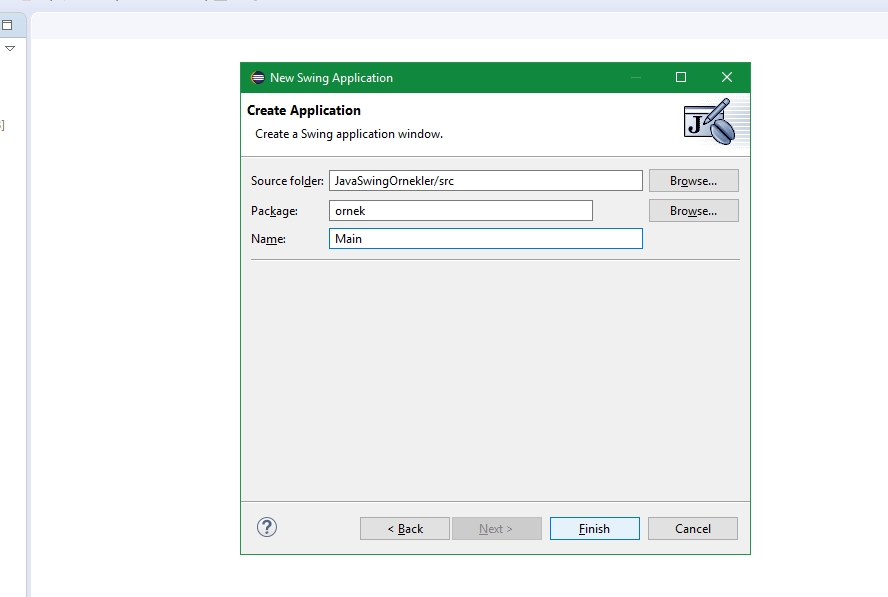 New Swing Application
Create Application
Create a Swing application window.
J
Source folder: JavaSwingOrnekler/src Browse...
Package: ornek Browse...
Name: Main
? < Back Next > Finish Cancel